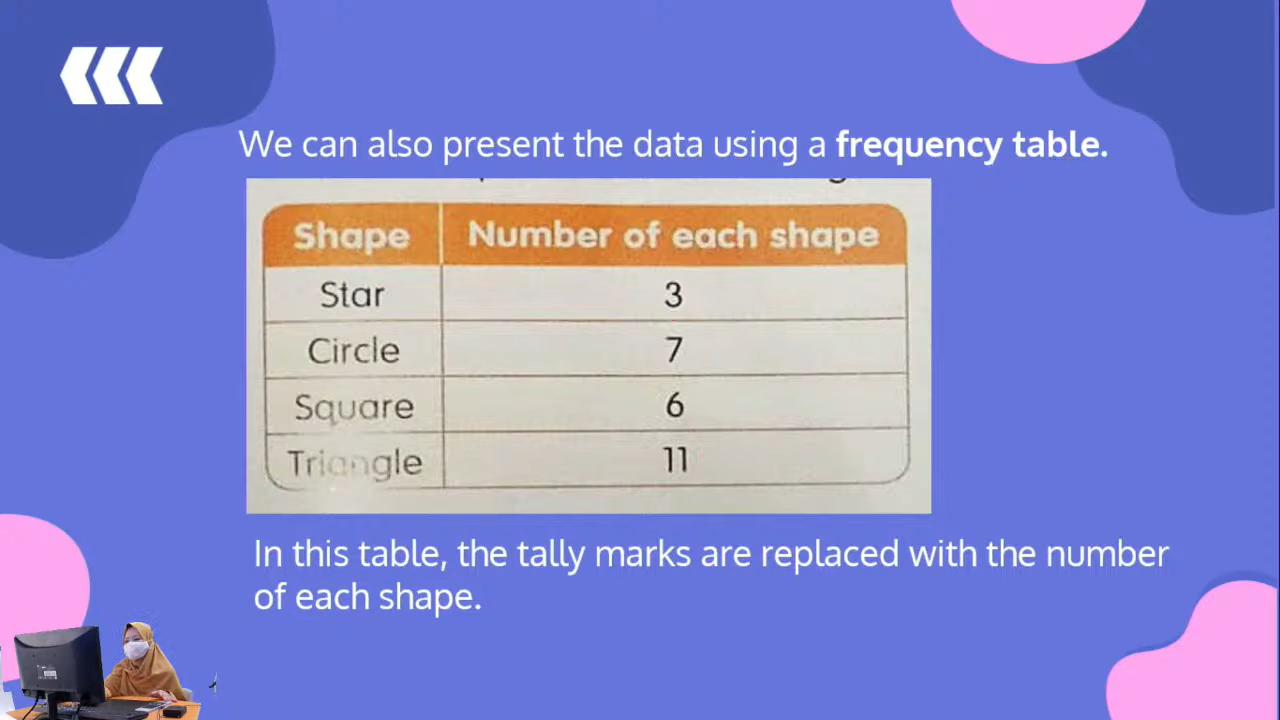 We can also present the data using a frequency table.
Shape Number of each shape
Star 3
Circle 7
Square 6
Triangle 11
In this table, the tally marks are replaced with the number
of each shape.